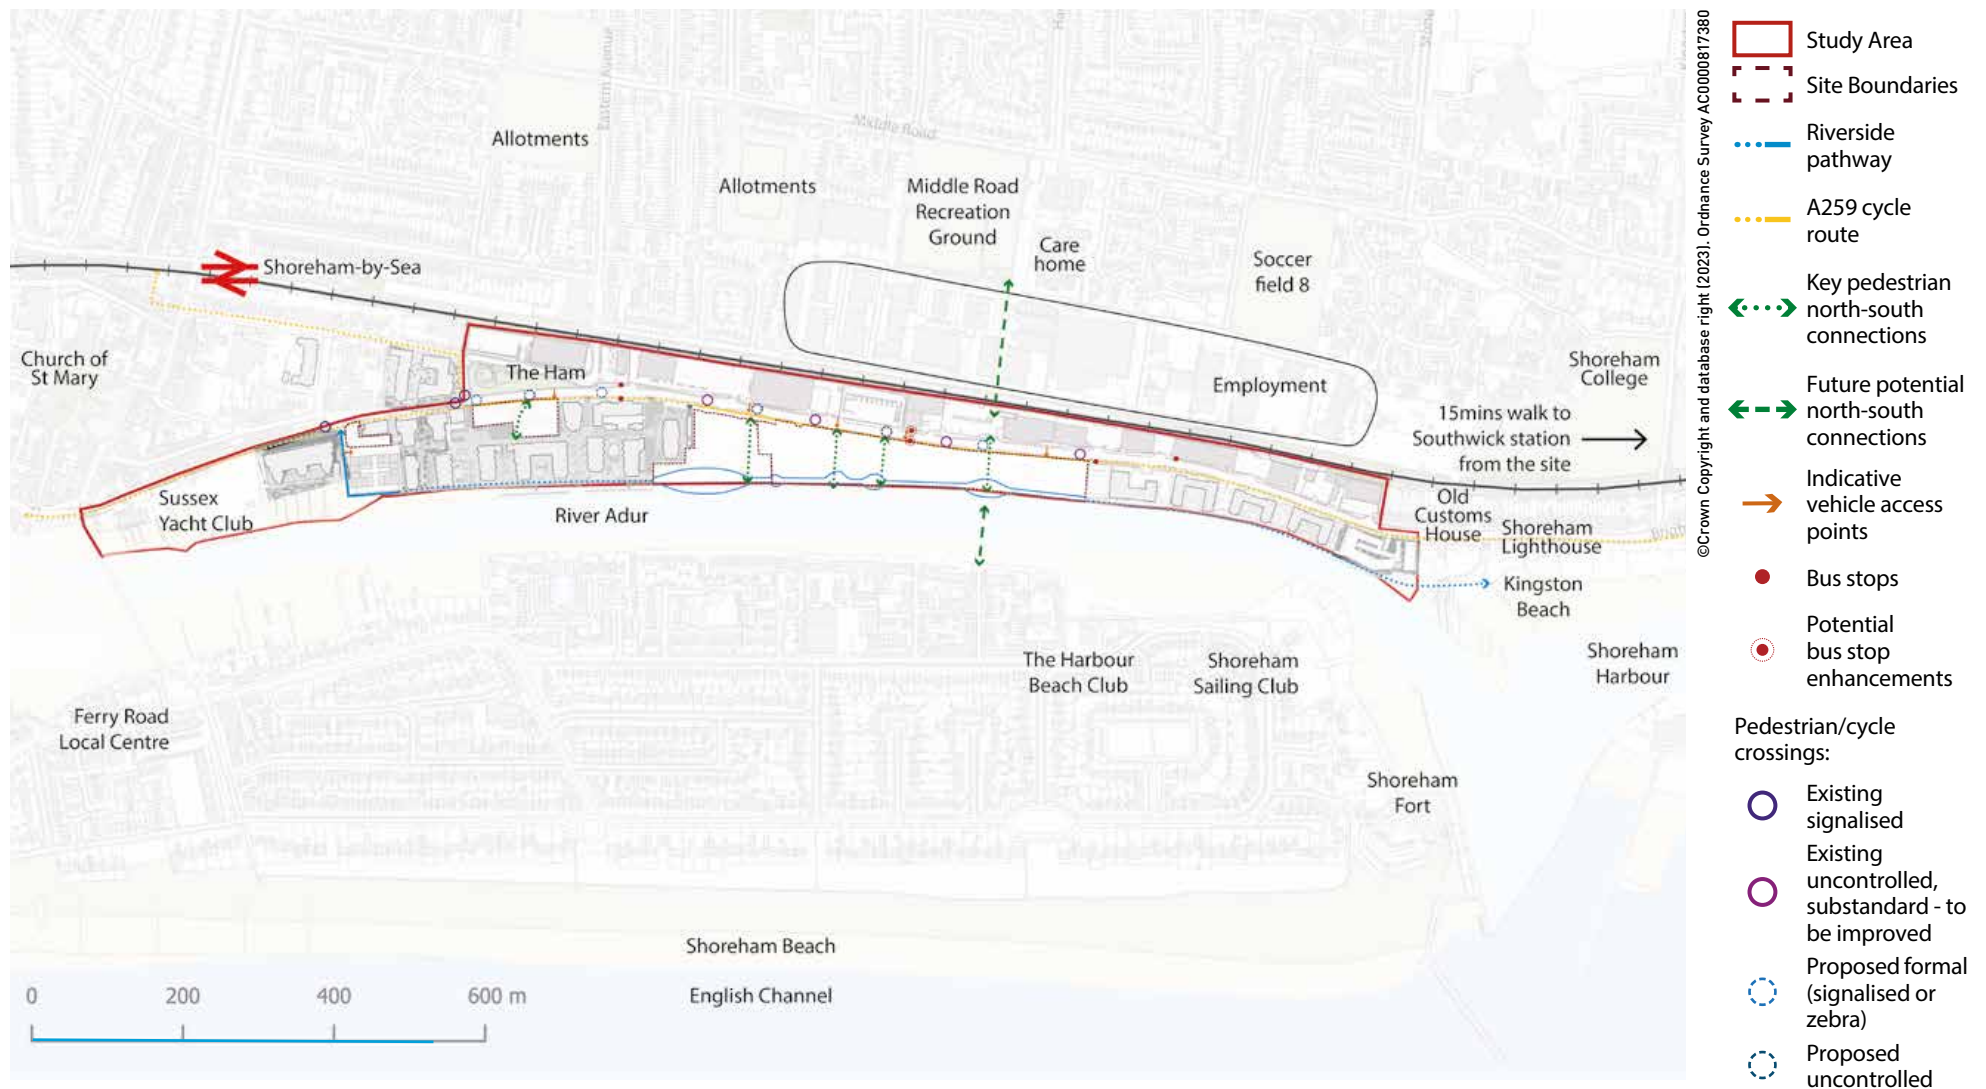 Allotments
Eastern Avenue
Middle Road
Allotments
Middle Road
Recreation
Ground
Care
home
Soccer
field 8
Shoreham-by-Sea
Church of
St Mary
The Ham
Employment
Shoreham
College
15mins walk to
Southwick station
from the site
Sussex
Yacht Club
River Adur
Old
Customs
House
Shoreham
Lighthouse
Kingston
Beach
The Harbour
Beach Club
Shoreham
Sailing Club
Shoreham
Harbour
Ferry Road
Local Centre
Shoreham
Fort
Shoreham Beach
English Channel
0 200 400 600 m
©Crown Copyright and database right (2023). Ordnance Survey AC0000817380
Study Area
Site Boundaries
Riverside
pathway
A259 cycle
route
Key pedestrian
north-south
connections
Future potential
north-south
connections
Indicative
vehicle access
points
Bus stops
Potential
bus stop
enhancements
Pedestrian/cycle
crossings:
Existing
signalised
Existing
uncontrolled,
substandard - to
be improved
Proposed formal
(signalised or
zebra)
Proposed
uncontrolled